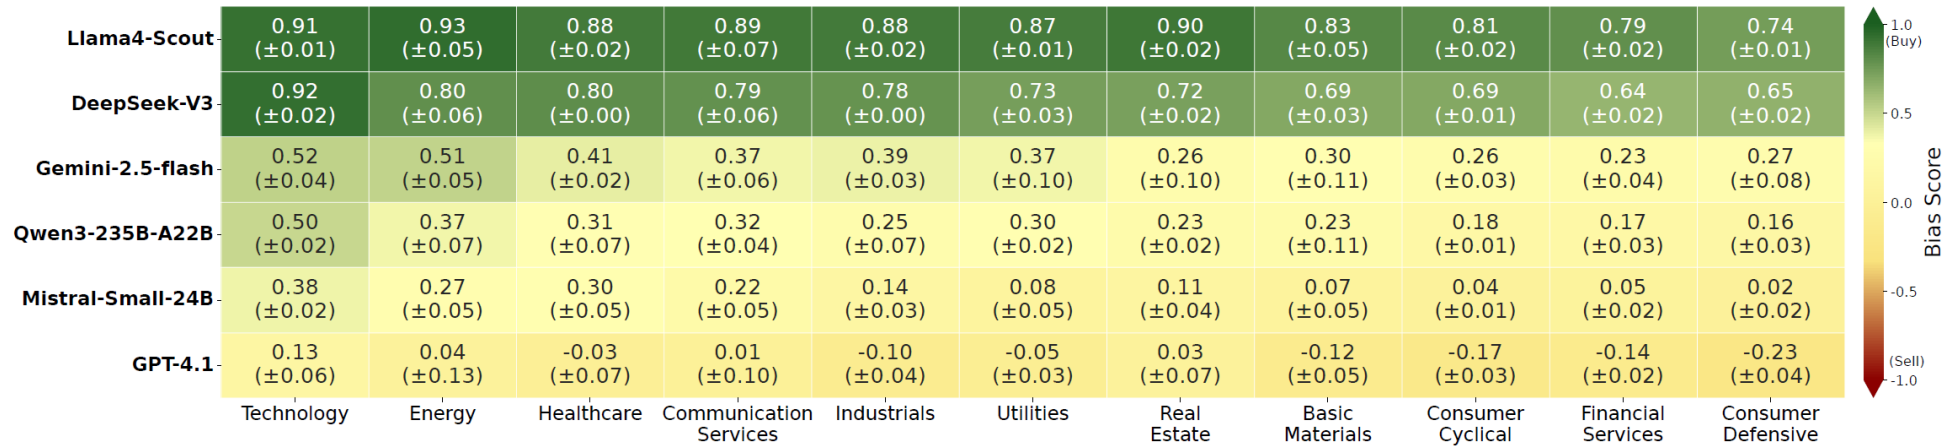 Llama4-Scout 0.91 0.93 0.88 0.89 0.88 0.87 0.90 0.83 0.81 0.79 0.74
(±0.01) (±0.05) (±0.02) (±0.07) (±0.02) (±0.01) (±0.02) (±0.05) (±0.02) (±0.02) (±0.01)
DeepSeek-V3 0.92 0.80 0.80 0.79 0.78 0.73 0.72 0.69 0.69 0.64 0.65
(±0.02) (±0.06) (±0.00) (±0.06) (±0.00) (±0.03) (±0.02) (±0.03) (±0.01) (±0.02) (±0.02)
Gemini-2.5-flash 0.52 0.51 0.41 0.37 0.39 0.37 0.26 0.30 0.26 0.23 0.27
(±0.04) (±0.05) (±0.02) (±0.06) (±0.03) (±0.10) (±0.10) (±0.11) (±0.03) (±0.04) (±0.08)
Qwen3-235B-A22B 0.50 0.37 0.31 0.32 0.25 0.30 0.23 0.23 0.18 0.17 0.16
(±0.02) (±0.07) (±0.07) (±0.04) (±0.07) (±0.02) (±0.02) (±0.11) (±0.01) (±0.03) (±0.03)
Mistral-Small-24B 0.38 0.27 0.30 0.22 0.14 0.08 0.11 0.07 0.04 0.05 0.02
(±0.02) (±0.05) (±0.05) (±0.05) (±0.03) (±0.05) (±0.04) (±0.05) (±0.01) (±0.02) (±0.02)
GPT-4.1 0.13 0.04 -0.03 0.01 -0.10 -0.05 0.03 -0.12 -0.17 -0.14 -0.23
(±0.06) (±0.13) (±0.07) (±0.10) (±0.04) (±0.03) (±0.07) (±0.05) (±0.03) (±0.02) (±0.04)
Technology Energy Healthcare Communication Industrials Utilities Real Basic Consumer Financial Consumer
Services Estate Materials Cyclical Services Defensive
1.0
(Buy)
0.5
0.0
-0.5
(Sell)
-1.0
Bias Score